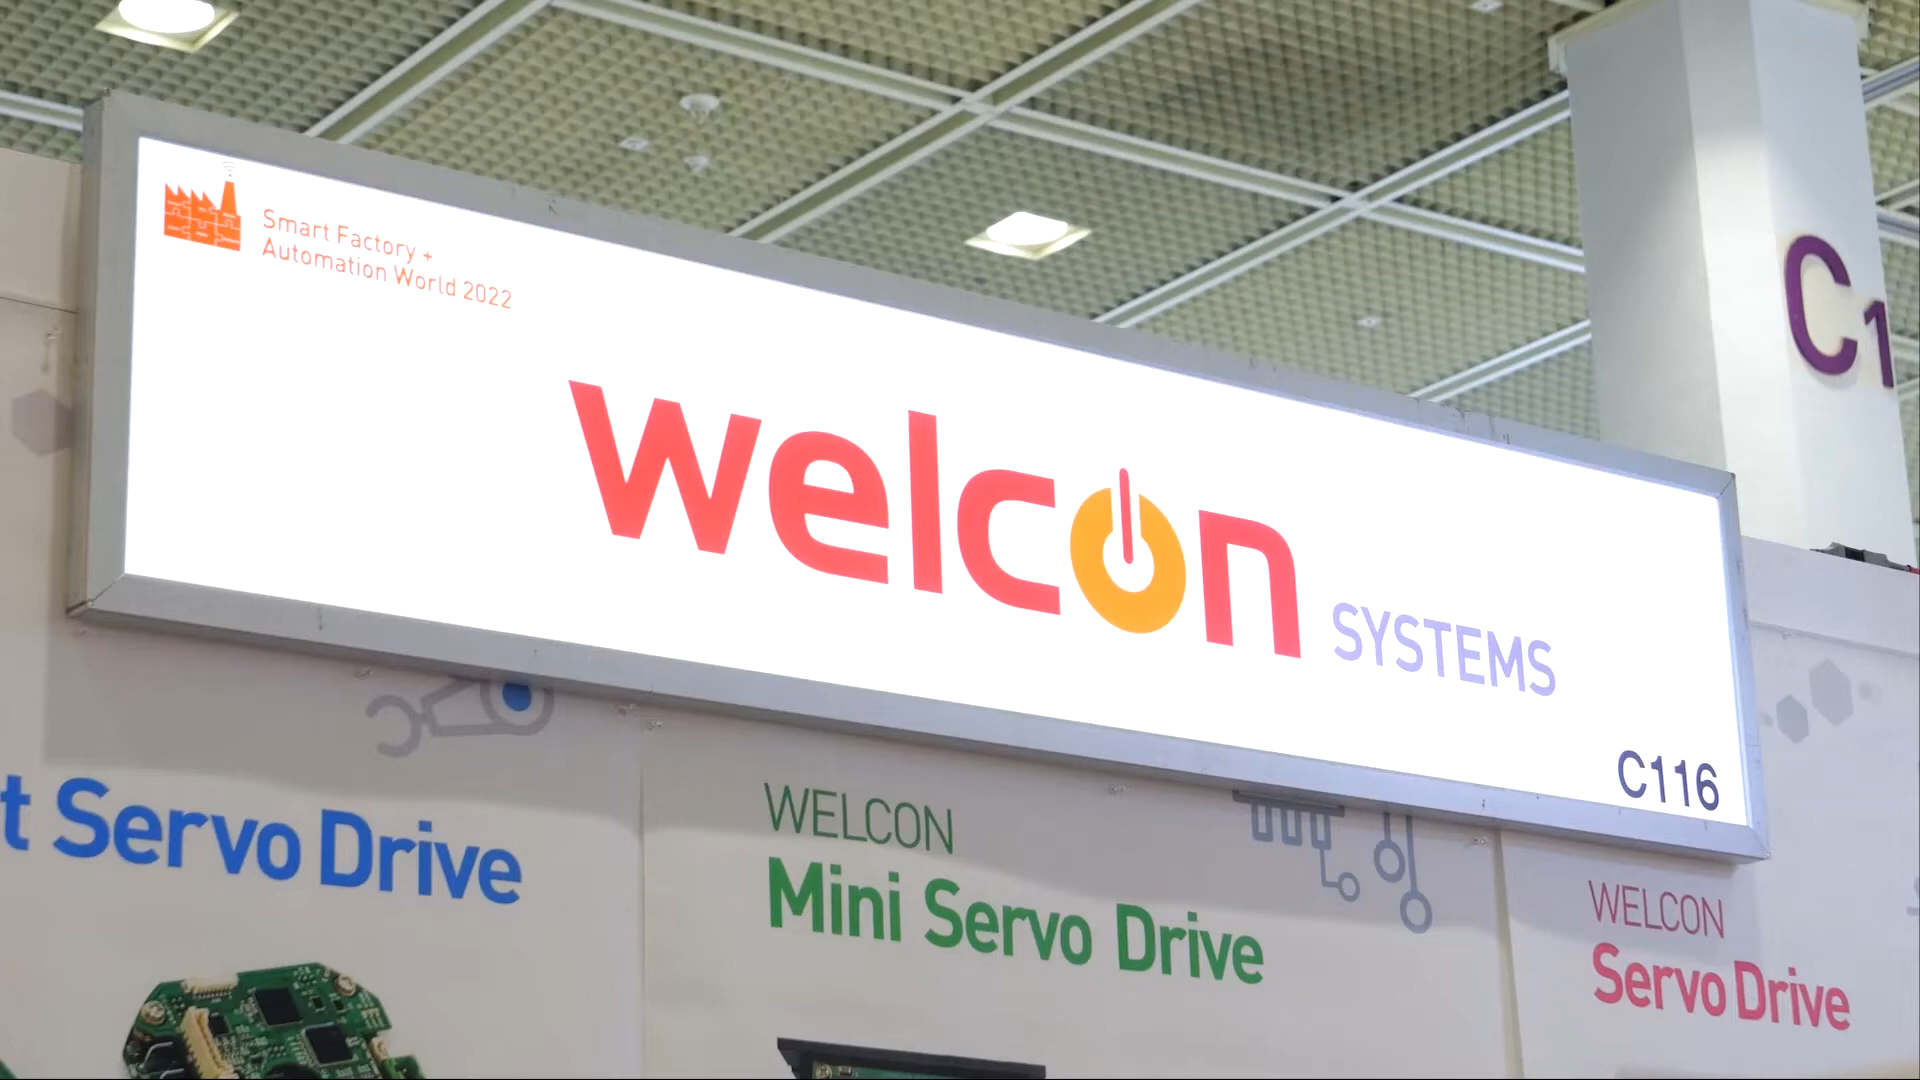 Smart Factory +
Automation World 2022
welcon SYSTEMS
C116
C1
t Servo Drive
WELCON
Mini Servo Drive
WELCON
Servo Drive